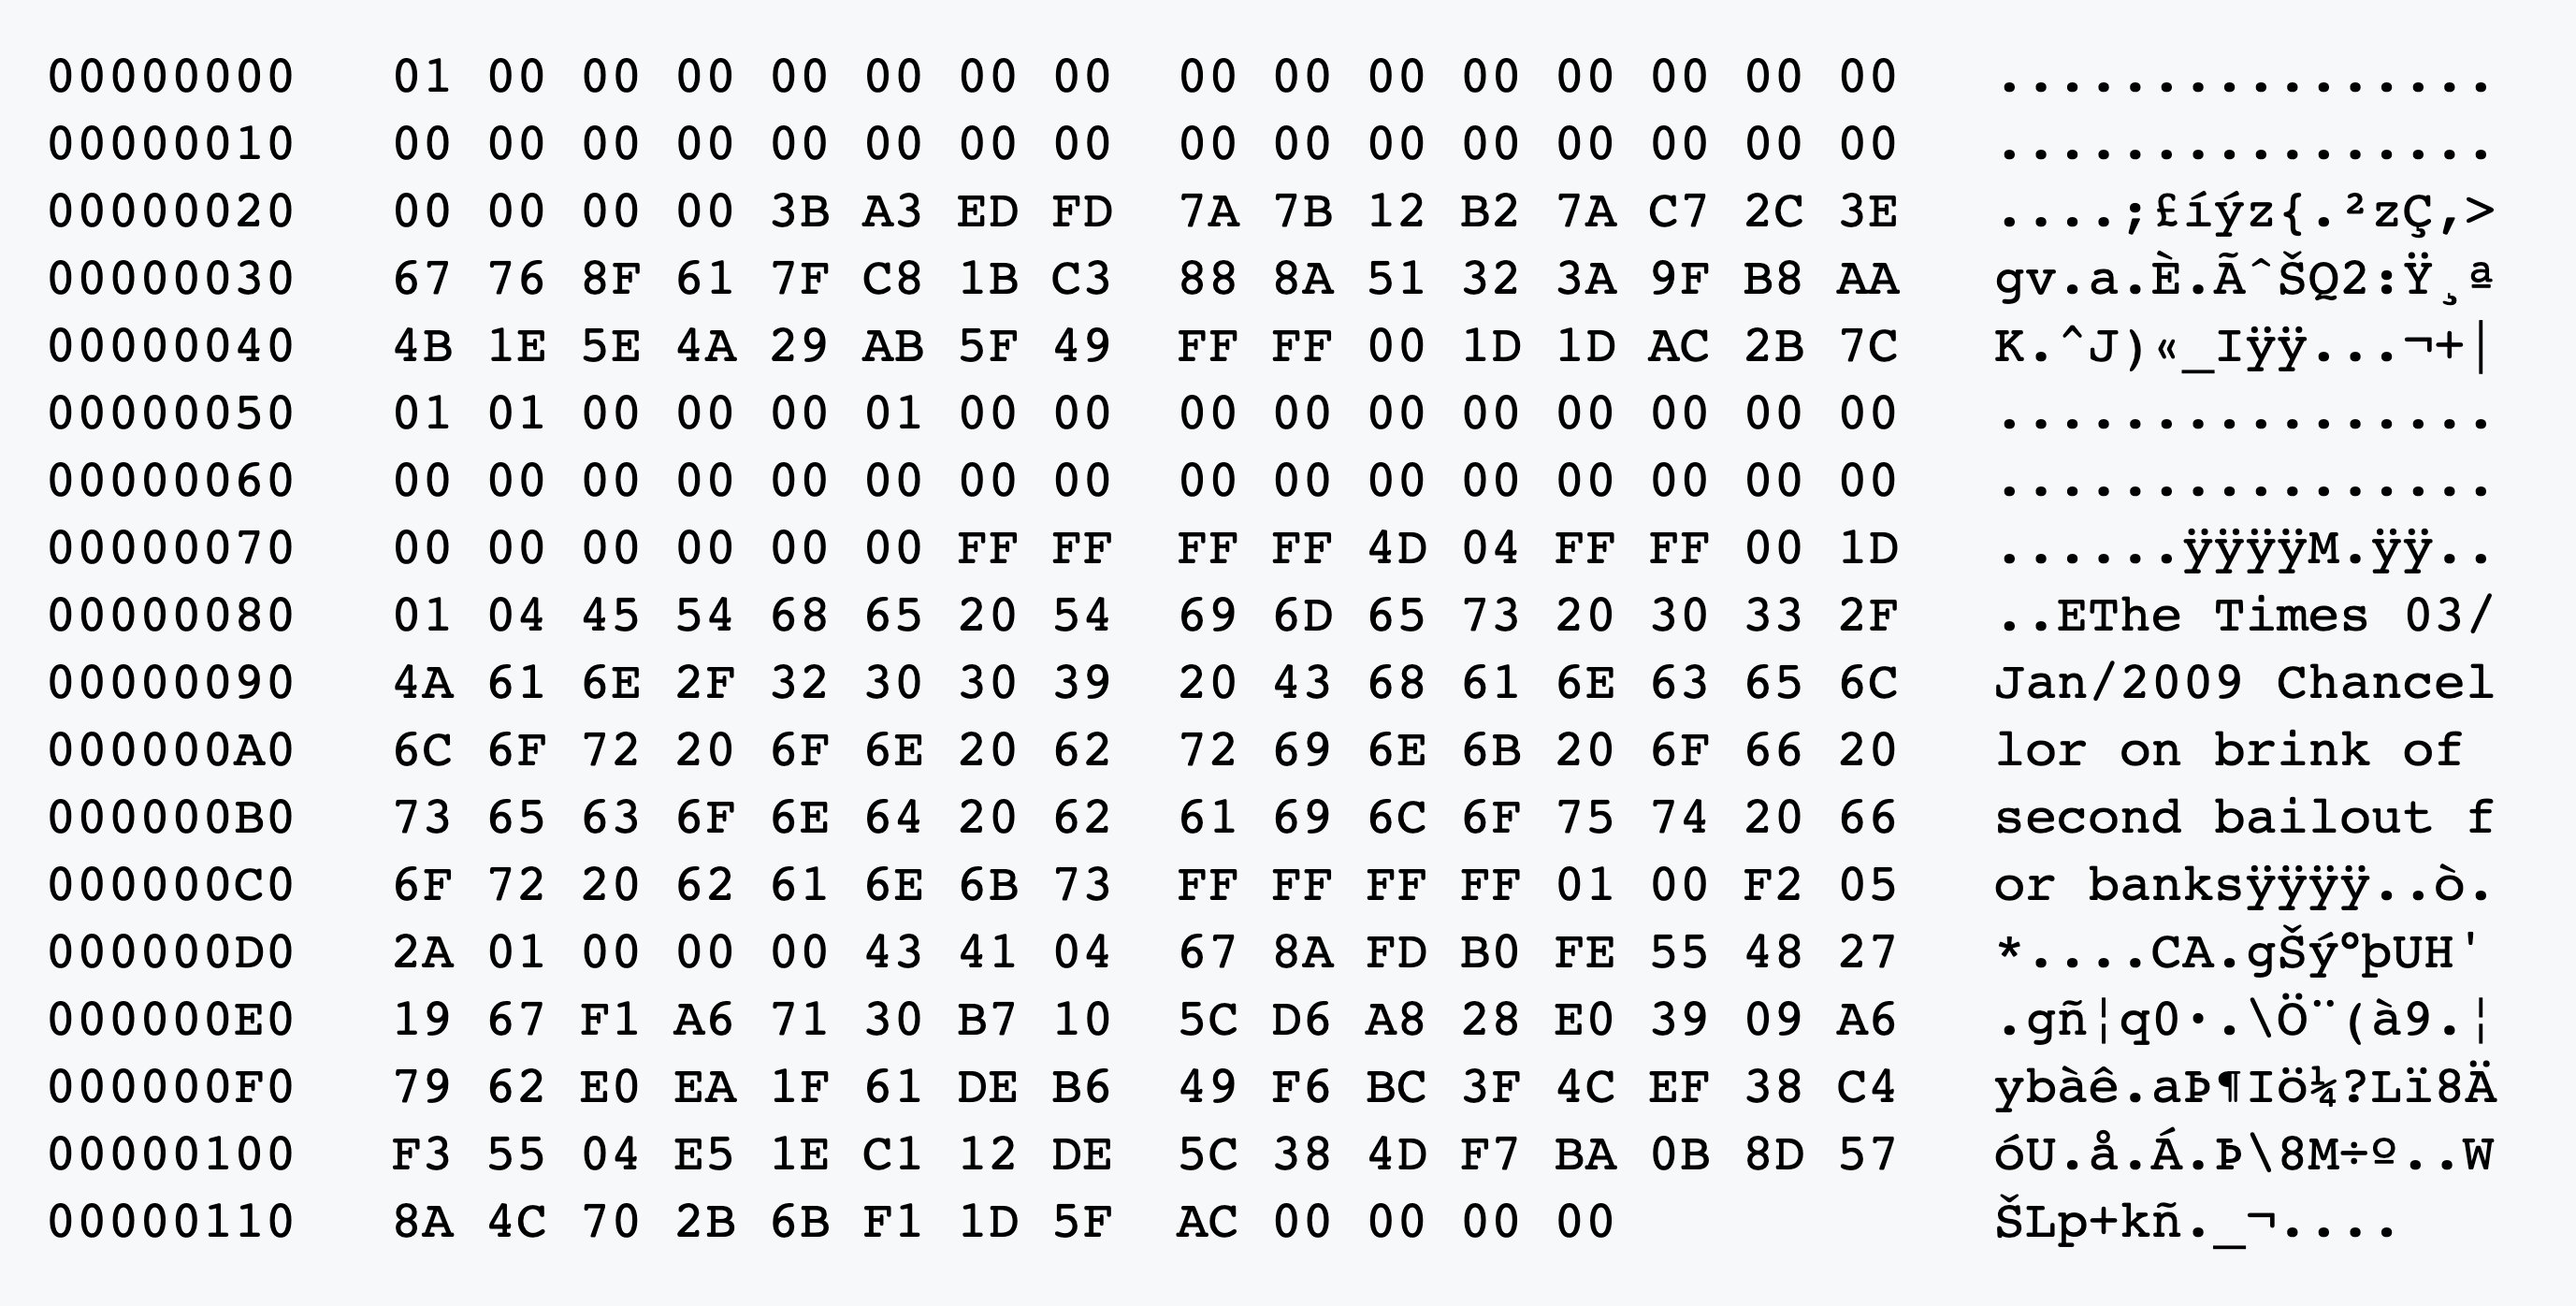 00000000 01 00 00 00 00 00 00 00 00 00 00 00 00 00 00 00 ................
00000010 00 00 00 00 00 00 00 00 00 00 00 00 00 00 00 00 ................
00000020 00 00 00 00 3B A3 ED FD 7A 7B 12 B2 7A C7 2C 3E ....;£íýz{.²zÇ,>
00000030 67 76 8F 61 7F C8 1B C3 88 8A 51 32 3A 9F B8 AA gv.a.È.ÃˆŠQ2:Ÿ¸ª
00000040 4B 1E 5E 4A 29 AB 5F 49 FF FF 00 1D 1D AC 2B 7C K.^J)«_Iÿÿ...¬+|
00000050 01 01 00 00 00 01 00 00 00 00 00 00 00 00 00 00 ................
00000060 00 00 00 00 00 00 00 00 00 00 00 00 00 00 00 00 ................
00000070 00 00 00 00 00 00 FF FF FF FF 4D 04 FF FF 00 1D ......ÿÿÿÿM.ÿÿ..
00000080 01 04 45 54 68 65 20 54 69 6D 65 73 20 30 33 2F ..EThe Times 03/
00000090 4A 61 6E 2F 32 30 30 39 20 43 68 61 6E 63 65 6C Jan/2009 Chancel
000000A0 6C 6F 72 20 6F 6E 20 62 72 69 6E 6B 20 6F 66 20 lor on brink of
000000B0 73 65 63 6F 6E 64 20 62 61 69 6C 6F 75 74 20 66 second bailout f
000000C0 6F 72 20 62 61 6E 6B 73 FF FF FF FF 01 00 F2 05 or banksÿÿÿÿ..ò.
000000D0 2A 01 00 00 00 43 41 04 67 8A FD B0 FE 55 48 27 *....CA.gŠý°þUH'
000000E0 19 67 F1 A6 71 30 B7 10 5C D6 A8 28 E0 39 09 A6 .gñ¦q0·.\Ö¨(à9.¦
000000F0 79 62 E0 EA 1F 61 DE B6 49 F6 BC 3F 4C EF 38 C4 ybàê.aÞ¶Iö¼?Lï8Ä
00000100 F3 55 04 E5 1E C1 12 DE 5C 38 4D F7 BA 0B 8D 57 óU.å.Á.Þ\8M÷º..W
00000110 8A 4C 70 2B 6B F1 1D 5F AC 00 00 00 00 ŠLp+kñ._¬....